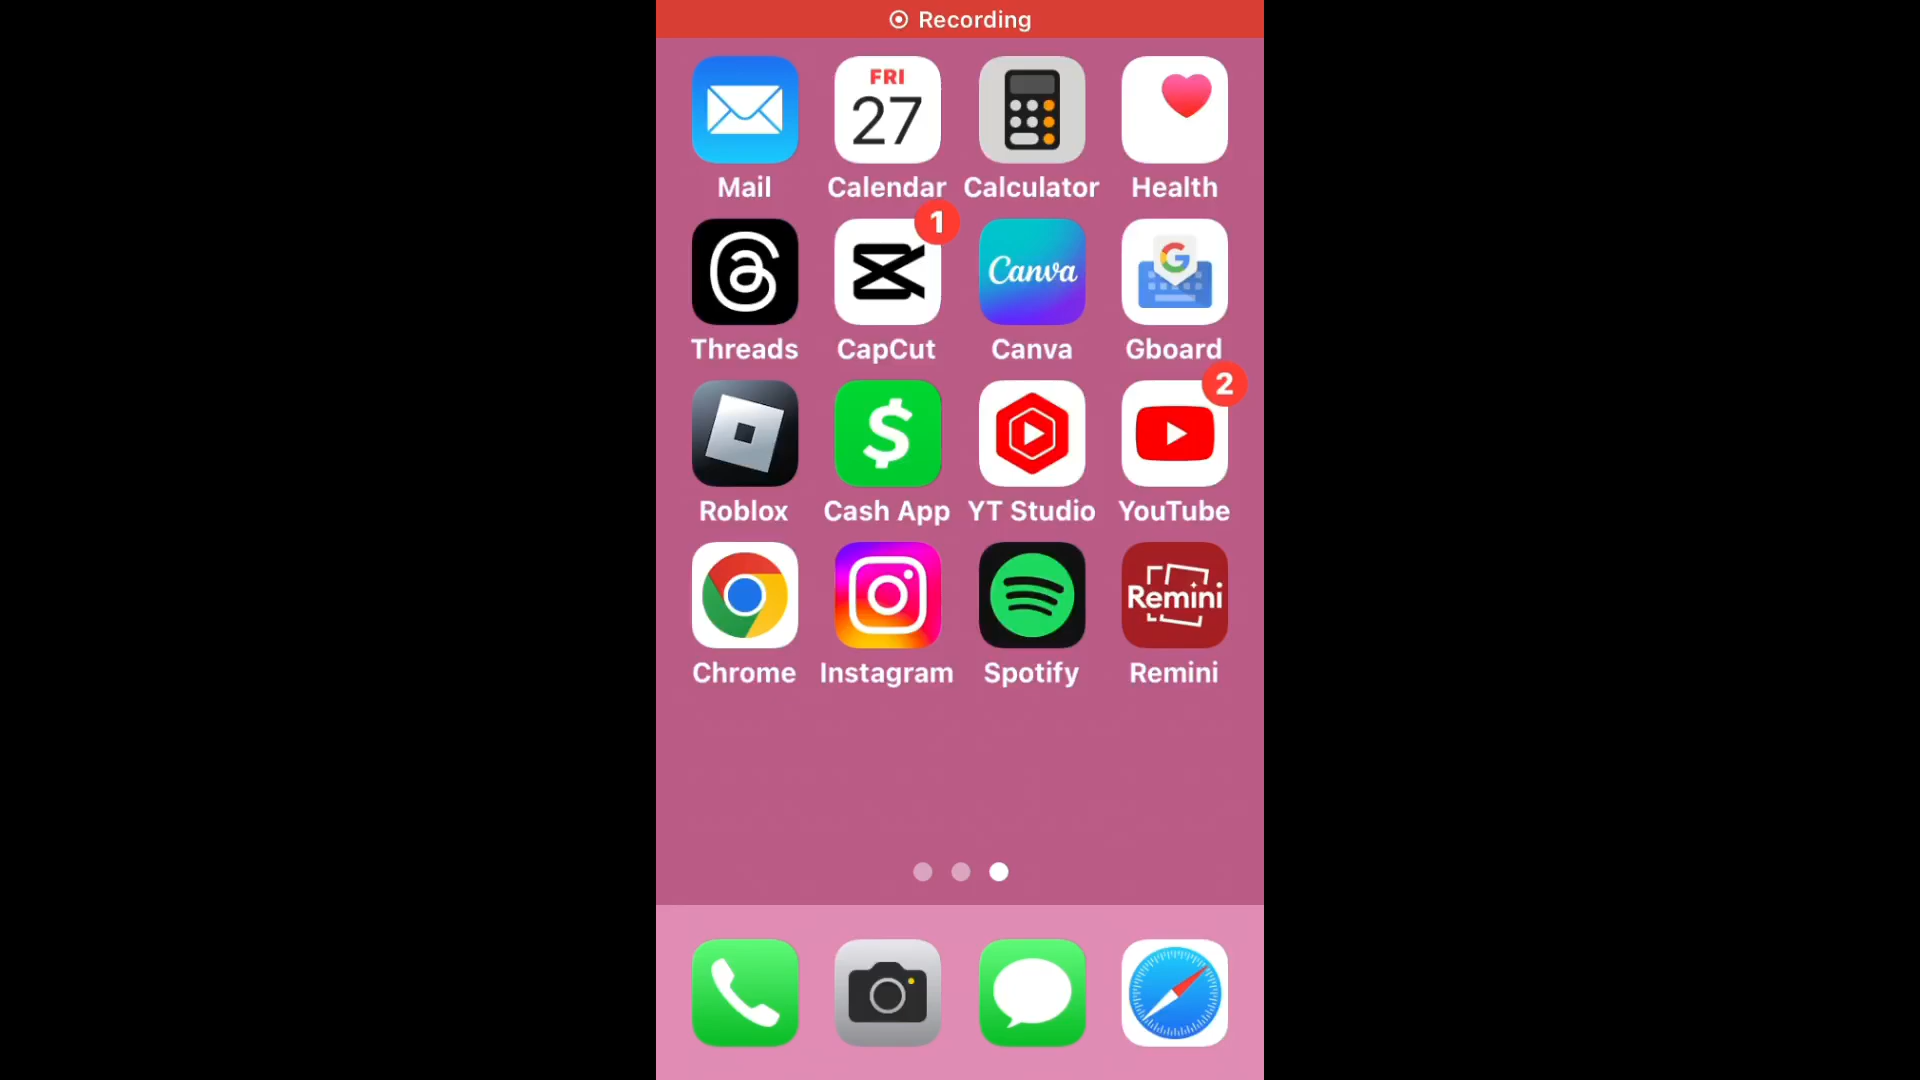 Recording
FRI
27
Mail Calendar Calculator Health
1
Canva
Threads CapCut Canva Gboard
2
Roblox Cash App YT Studio YouTube
Remini
Chrome Instagram Spotify Remini